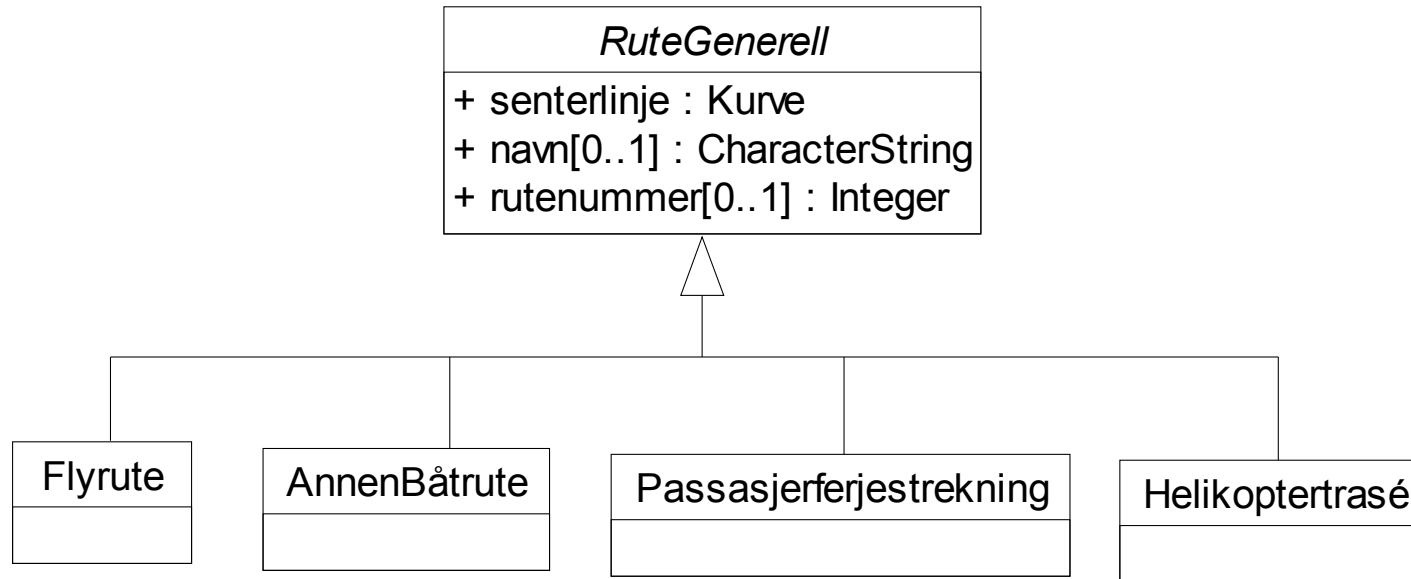 RuteGenerell
+ senterlinje : Kurve
+ navn[0..1] : CharacterString
+ rutenummer[0..1] : Integer
Flyrute
AnnenBåtrute
Passasjerferjestrekning
Helikoptertrasé